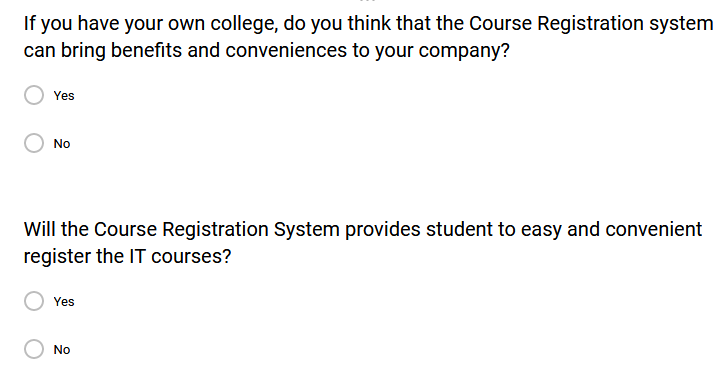 If you have your own college, do you think that the Course Registration system
can bring benefits and conveniences to your company?
Yes
No
Will the Course Registration System provides student to easy and convenient
register the IT courses?
Yes
No